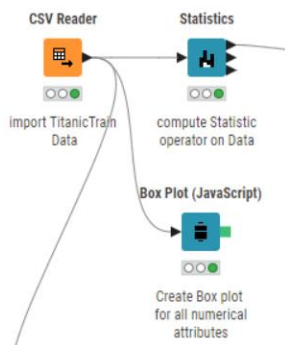 CSV Reader
Statistics
import TitanicTrain
Data
compute Statistic
operator on Data
Box Plot (JavaScript)
Create Box plot
for all numerical
attributes